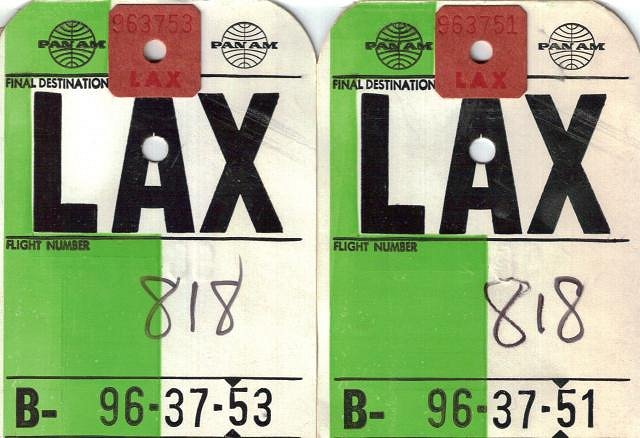 PAN AM 963753 PAN AM
LAX
FINAL DESTINATION
LAX
FLIGHT NUMBER
818
B- 96-37-53
PAN AM 963751 PAN AM
LAX
FINAL DESTINATION
LAX
FLIGHT NUMBER
818
B- 96-37-51